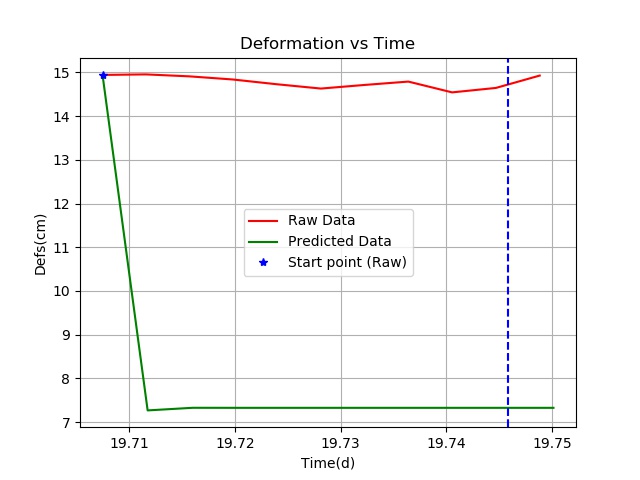 Deformation vs Time
Defs(cm)
15
14
13
12
11
10
9
8
7
Raw Data
Predicted Data
Start point (Raw)
19.71 19.72 19.73 19.74 19.75
Time(d)